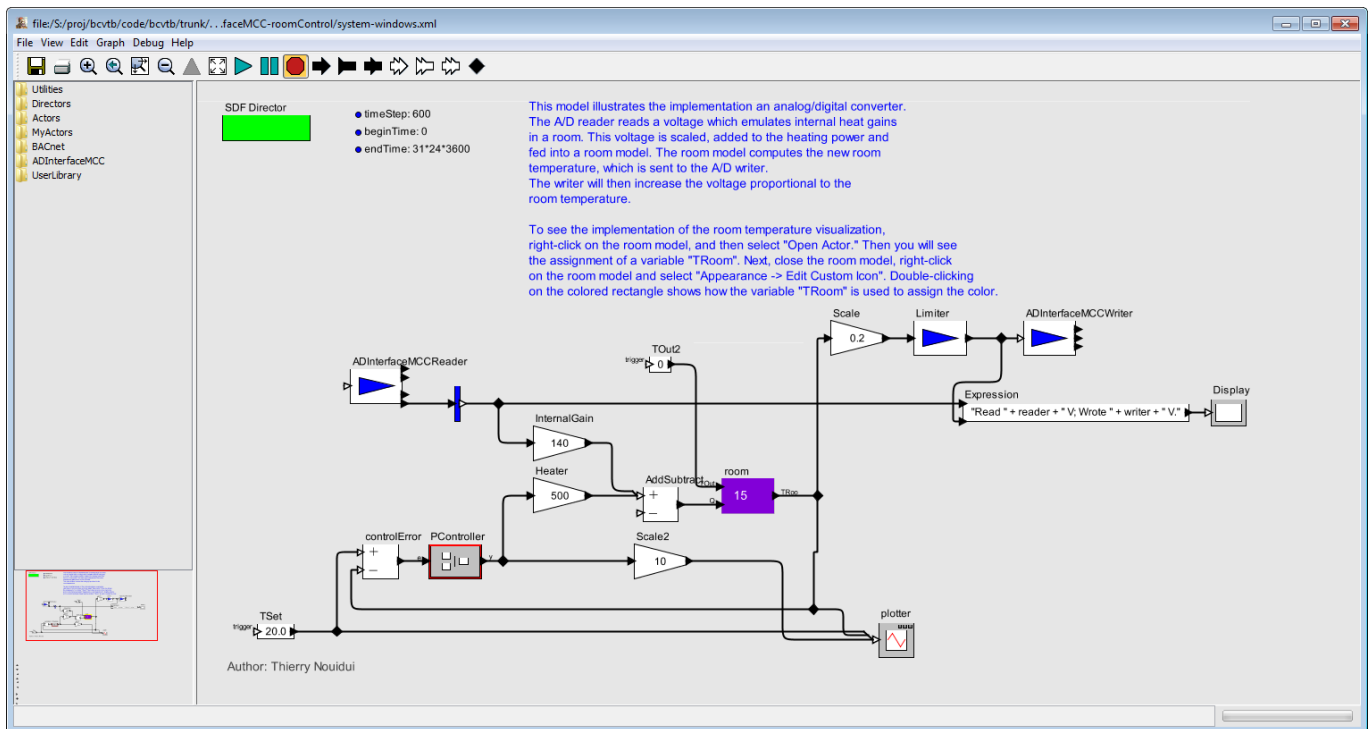 file:/S:/proj/bcvtb/code/bcvtb/trunk/. . .faceMCC-roomControl/system-windows.xml
File View Edit Graph Debug Help
Utilities
Directors
Actors
MyActors
BACnet
ADInterfaceMCC
UserLibrary
SDF Director
timeStep: 600
beginTime: 0
endTime: 31*24*3600
This model illustrates the implementation an analog/digital converter.
The A/D reader reads a voltage which emulates internal heat gains
in a room. This voltage is scaled, added to the heating power and
fed into a room model. The room model computes the new room
temperature, which is sent to the A/D writer.
The writer will then increase the voltage proportional to the
room temperature.
To see the implementation of the room temperature visualization,
right-click on the room model, and then select "Open Actor." Then you will see
the assignment of a variable "TRoom". Next, close the room model, right-click
on the room model and select "Appearance -> Edit Custom Icon". Double-clicking
on the colored rectangle shows how the variable "TRoom" is used to assign the color.
Scale
0.2
Limiter
ADInterfaceMCCWriter
TOut2
trigger
0
ADInterfaceMCCReader
Expression
"Read " + reader + " V; Wrote " + writer + " V."
Display
InternalGain
140
Heater
500
AddSubtract
+
−
room
15
Q
TRoo
controlError
+
−
PController
e
y
Scale2
10
TSet
trigger
20.0
plotter
Author: Thierry Nouidui